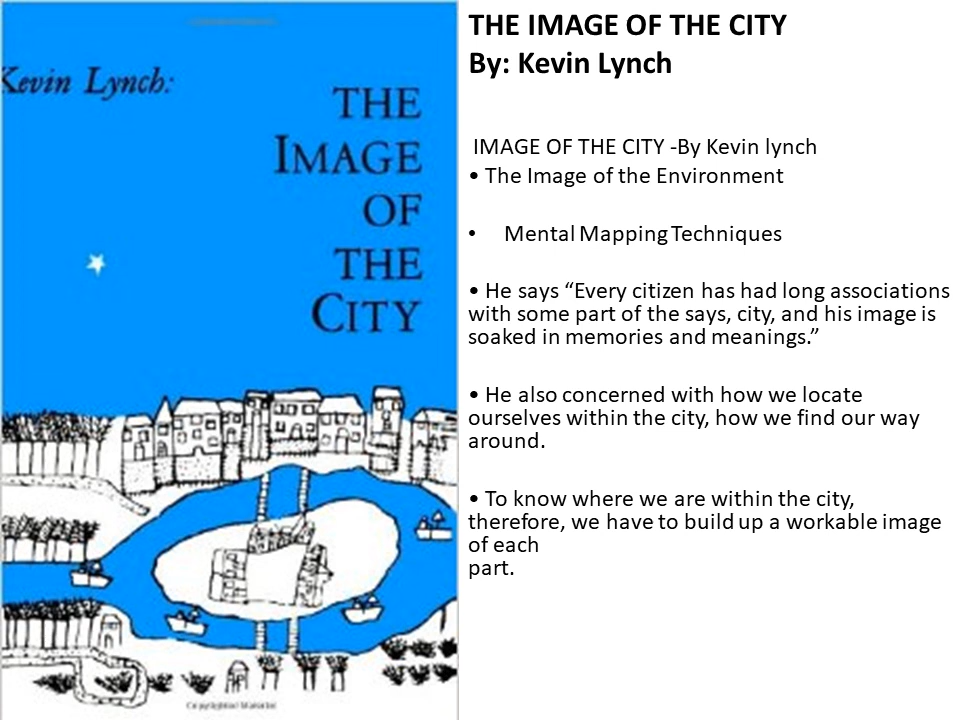 Kevin Lynch:
THE
IMAGE
OF
THE
CITY
Copyrighted Material
THE IMAGE OF THE CITY
By: Kevin Lynch
IMAGE OF THE CITY -By Kevin lynch
• The Image of the Environment
• Mental Mapping Techniques
• He says “Every citizen has had long associations
with some part of the says, city, and his image is
soaked in memories and meanings.”
• He also concerned with how we locate
ourselves within the city, how we find our way
around.
• To know where we are within the city,
therefore, we have to build up a workable image
of each
part.